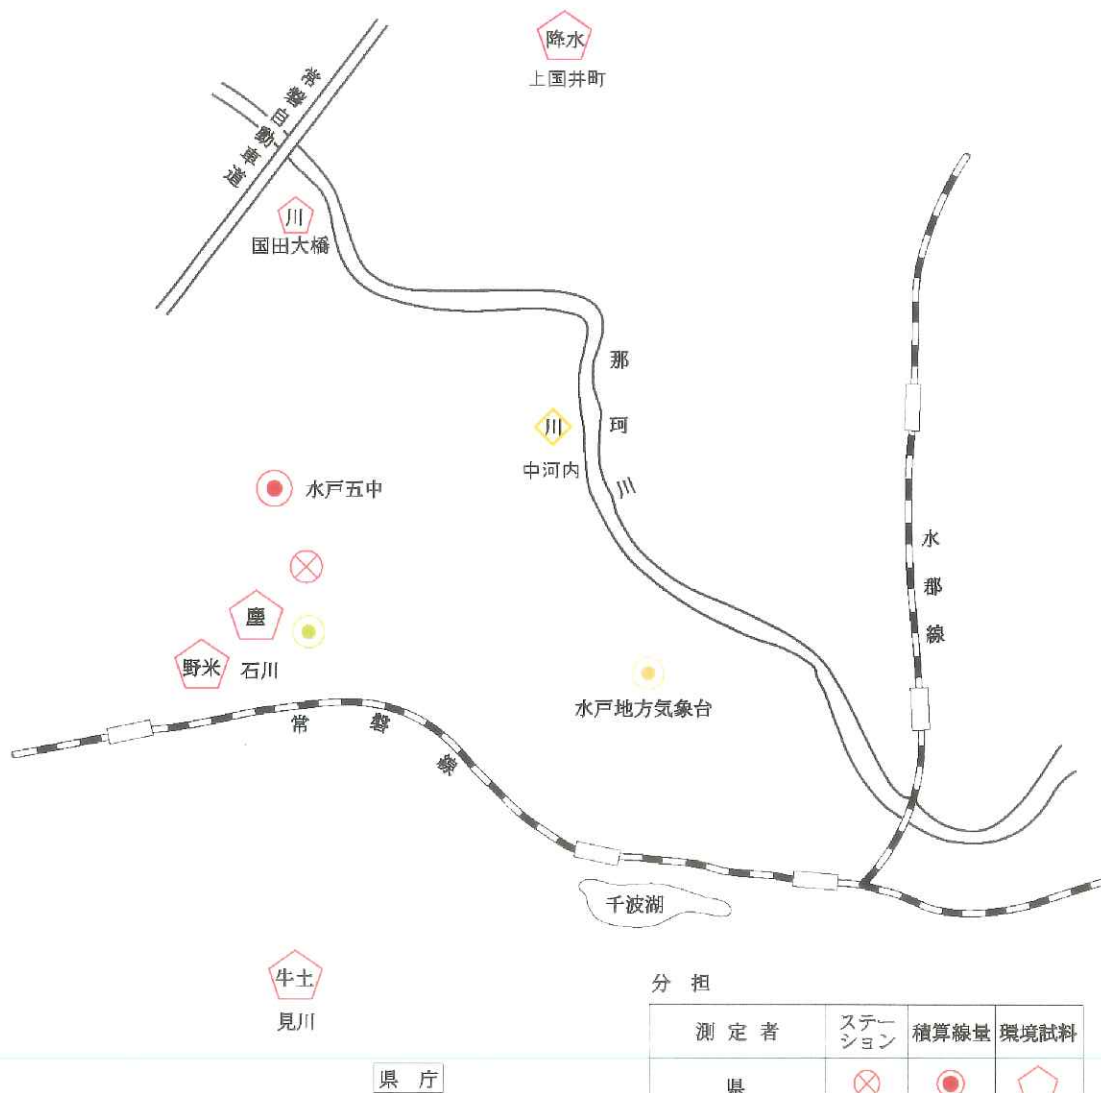 降水
上国井町
常磐自動車道
川
国田大橋
那珂川
川
中河内
水戸五中
水郡線
塵
野米
石川
水戸地方気象台
常磐線
千波湖
牛土
見川
分担
測定者 ステーション 積算線量 環境試料
県
県庁